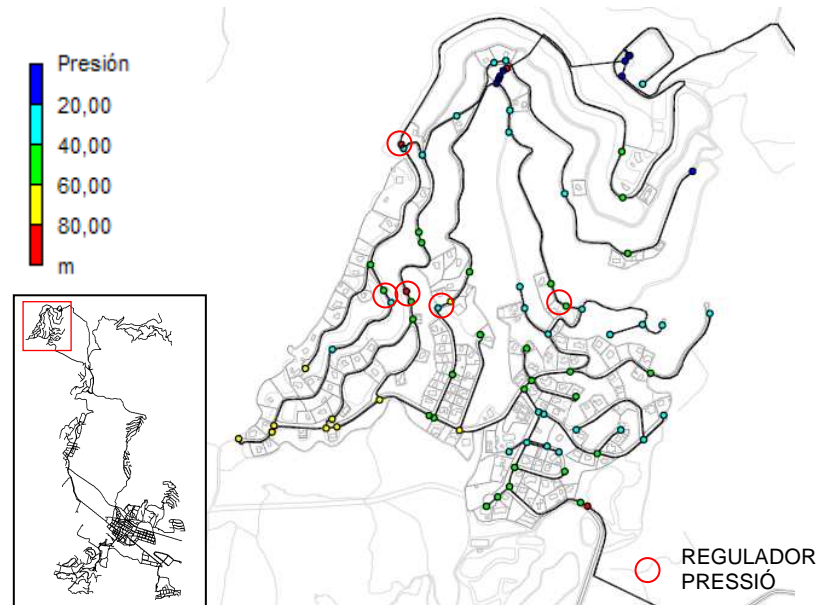 Presión
20,00
40,00
60,00
80,00
m
REGULADOR
PRESSIÓ